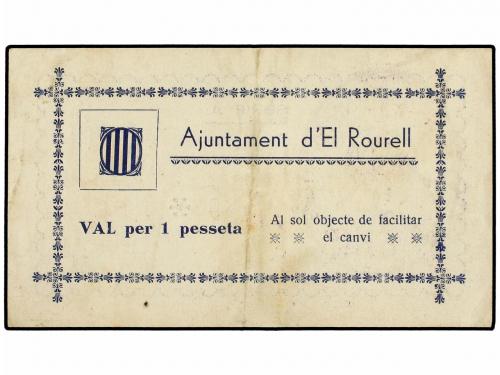 Ajuntament d'El Rourell
VAL per 1 pesseta
Al sol objecte de facilitar
el canvi